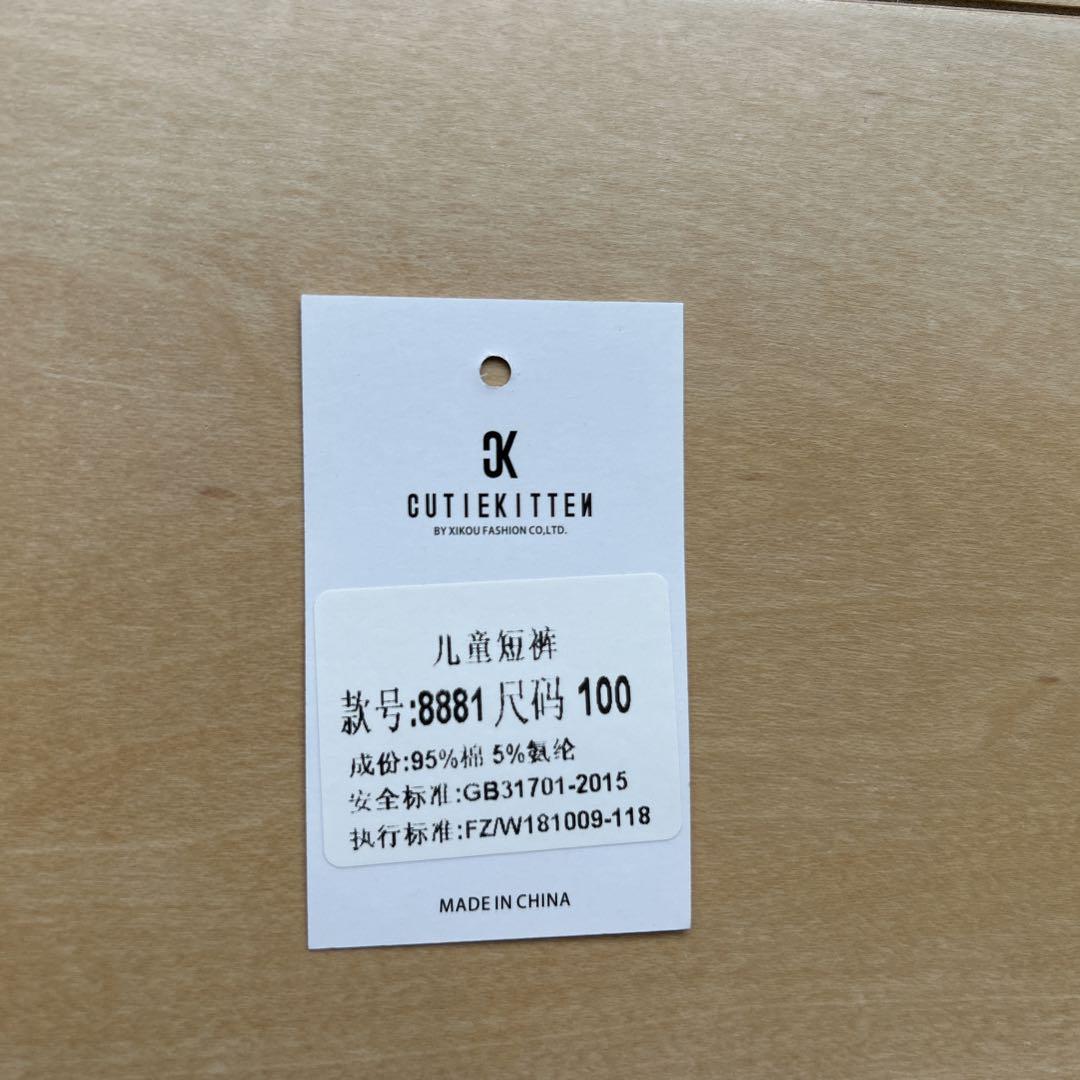 CK
CUTIEKITTEN
BY XIKOU FASHION CO,LTD.
儿童短裤
款号:8881 尺码 100
成份:95%棉 5%氨纶
安全标准:GB31701-2015
执行标准:FZ/W181009-118
MADE IN CHINA